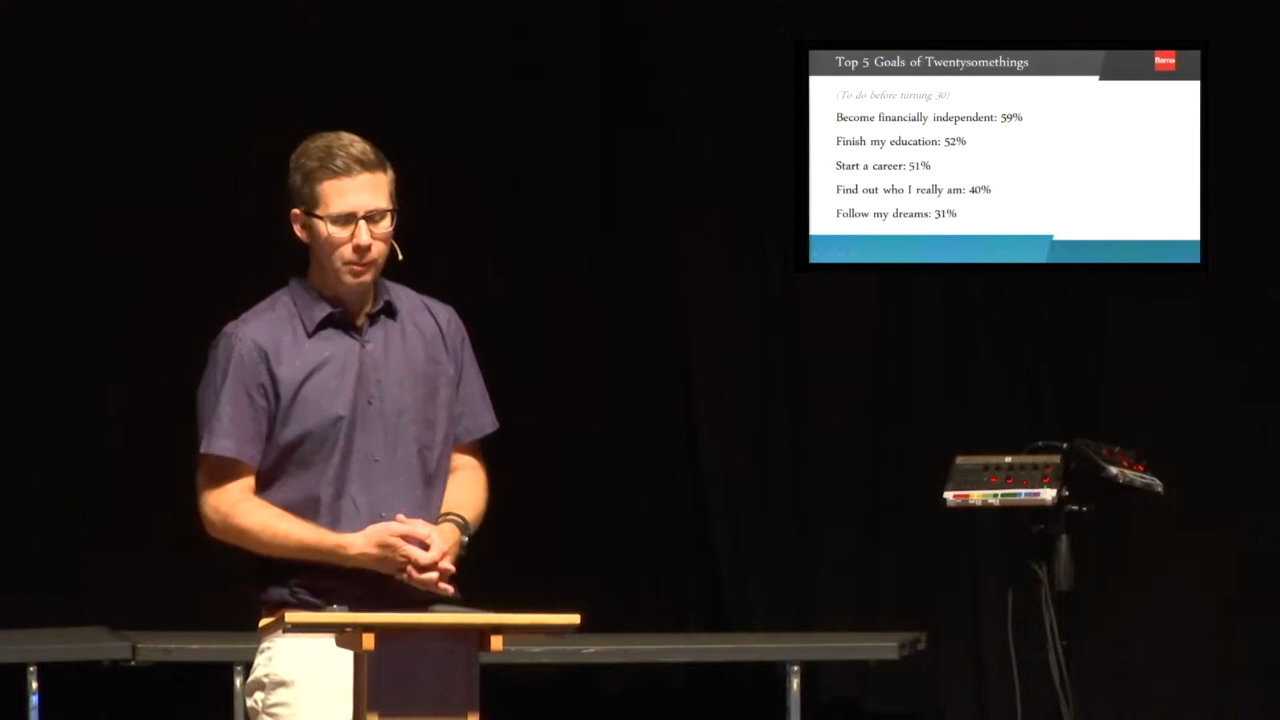 Top 5 Goals of Twentysomethings
Barna
(To do before turning 30)
Become financially independent: 59%
Finish my education: 52%
Start a career: 51%
Find out who I really am: 40%
Follow my dreams: 31%